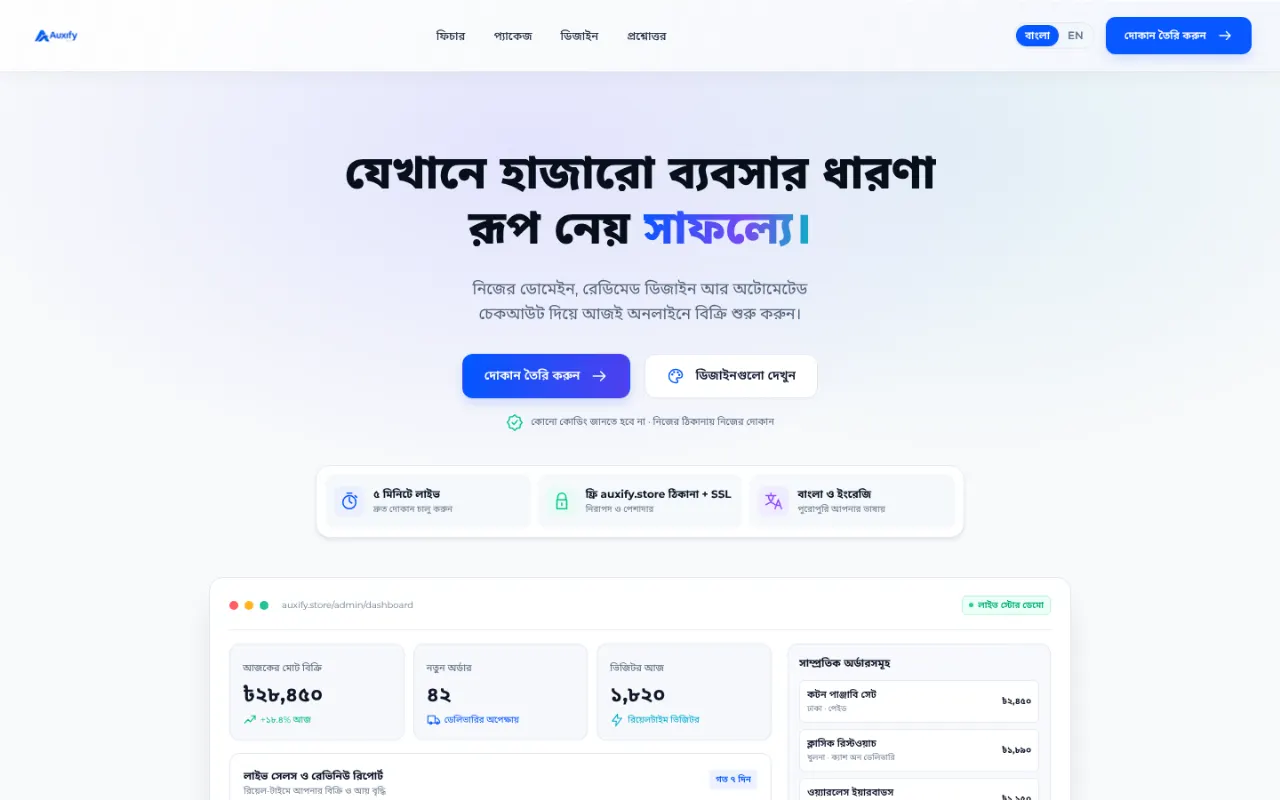 Auxify
ফিচার
প্যাকেজ
ডিজাইন
প্রশ্নোত্তর
বাংলা
EN
দোকান তৈরি করুন
যেখানে হাজারো ব্যবসার ধারণা
রূপ নেয় সাফল্যে।
নিজের ডোমেইন, রেডিমেড ডিজাইন আর অটোমেটেড
চেকআউট দিয়ে আজই অনলাইনে বিক্রি শুরু করুন।
দোকান তৈরি করুন
ডিজাইনগুলো দেখুন
কোনো কোডিং জানতে হবে না · নিজের ঠিকানায় নিজের দোকান
৫ মিনিটে লাইভ
দ্রুত দোকান চালু করুন
ফ্রি auxify.store ঠিকানা + SSL
নিরাপদ ও পেশাদার
বাংলা ও ইংরেজি
পুরোপুরি আপনার ভাষায়
auxify.store/admin/dashboard
লাইভ স্টোর ডেমো
আজকের মোট বিক্রি
৳২৮,৪৫০
+১৮.৪% আজ
নতুন অর্ডার
৪২
ডেলিভারির অপেক্ষায়
ভিজিটর আজ
১,৮২০
রিয়েলটাইম ভিজিটর
লাইভ সেলস ও রেভিনিউ রিপোর্ট
রিয়েল-টাইমে আপনার বিক্রি ও আয় বৃদ্ধি
গত ৭ দিন
সাম্প্রতিক অর্ডারসমূহ
কটন পাঞ্জাবি সেট
ঢাকা · পেইড
৳২,৪৫০
ক্লাসিক রিস্টওয়াচ
খুলনা · ক্যাশ অন ডেলিভারি
৳১,৮৯০
ওয়্যারলেস ইয়ারবাডস